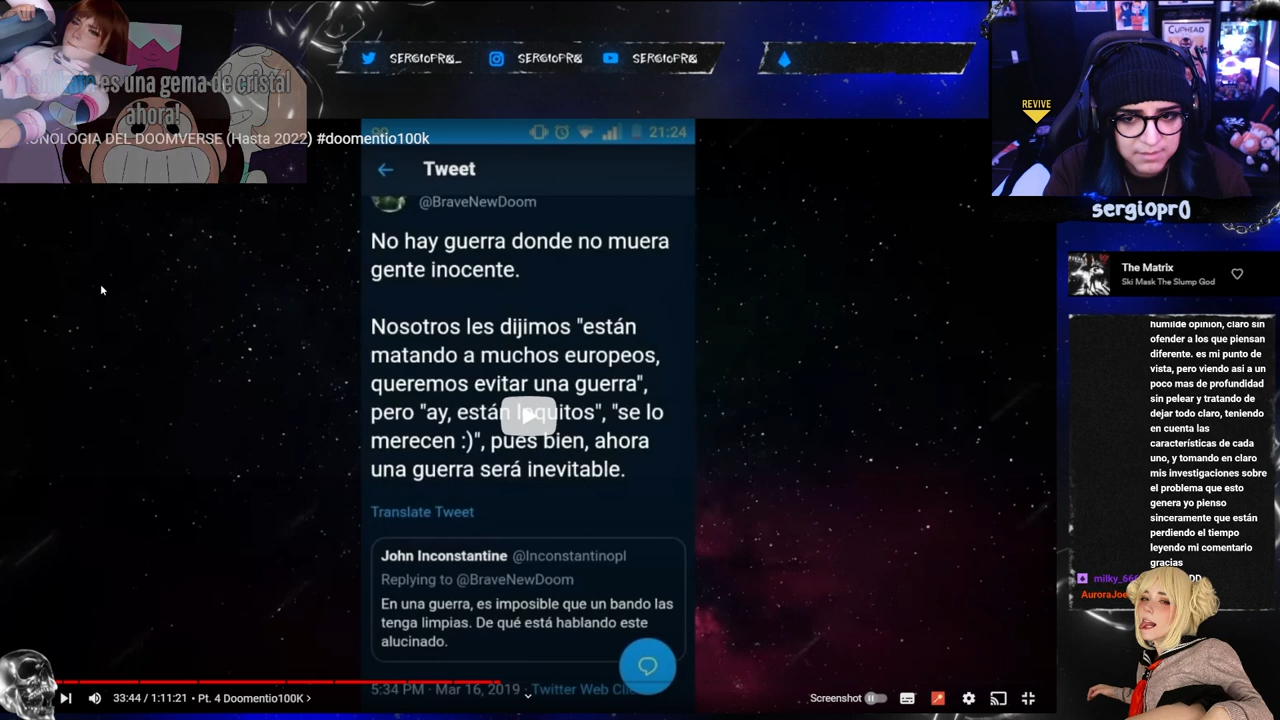 es una gema de cristal
ahora!
DEL DOOMVERSE (Hasta 2022) #doomentio100k
SERGIOPR0_
SERGIOPR0
SERGIOPR0
REVIVE
sergiopr0
CUPHEAD
21:24
Tweet
@BraveNewDoom
No hay guerra donde no muera
gente inocente.
Nosotros les dijimos "están
matando a muchos europeos,
queremos evitar una guerra",
pero "ay, están loquitos", "se lo
merecen :)", pues bien, ahora
una guerra será inevitable.
Translate Tweet
John Inconstantine @Inconstantinopl
Replying to @BraveNewDoom
En una guerra, es imposible que un bando las
tenga limpias. De qué está hablando este
alucinado.
5:34 PM · Mar 16, 2019 · Twitter Web
33:44 / 1:11:21 • Pt. 4 Doomentio100K >
Screenshot
The Matrix
Ski Mask The Slump God
humilde opinion, claro sin
ofender a los que piensan
diferente. es mi punto de
vista, pero viendo asi a un
poco mas de profundidad
sin pelear y tratando de
dejar todo claro, teniendo
en cuenta las
características de cada
uno, y tomando en claro
mis investigaciones sobre
el problema que esto
genera yo pienso
sinceramente que están
perdiendo el tiempo
leyendo mi comentario
gracias